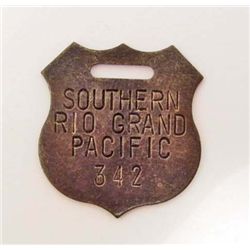 SOUTHERN
RIO GRAND
PACIFIC
342